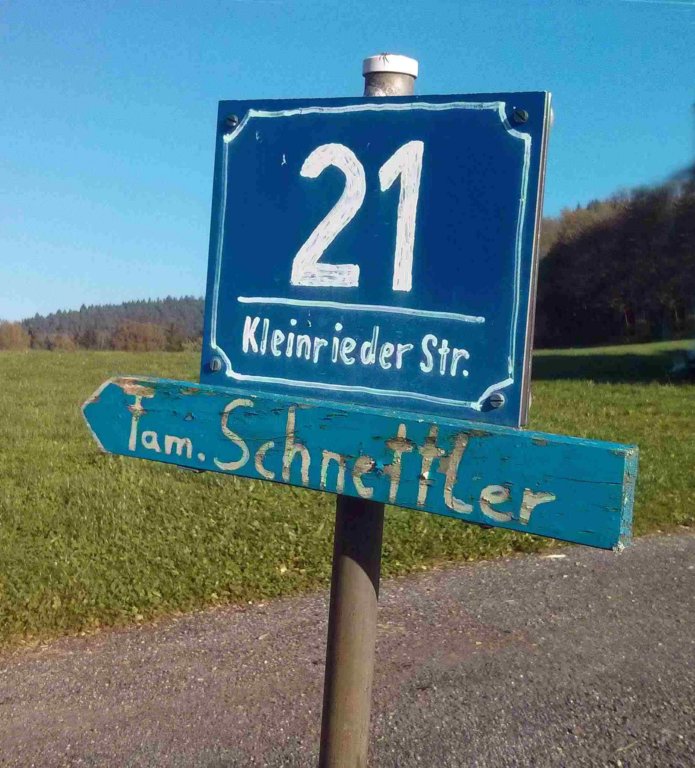 21
Kleinrieder Str.
Fam. Schnettler